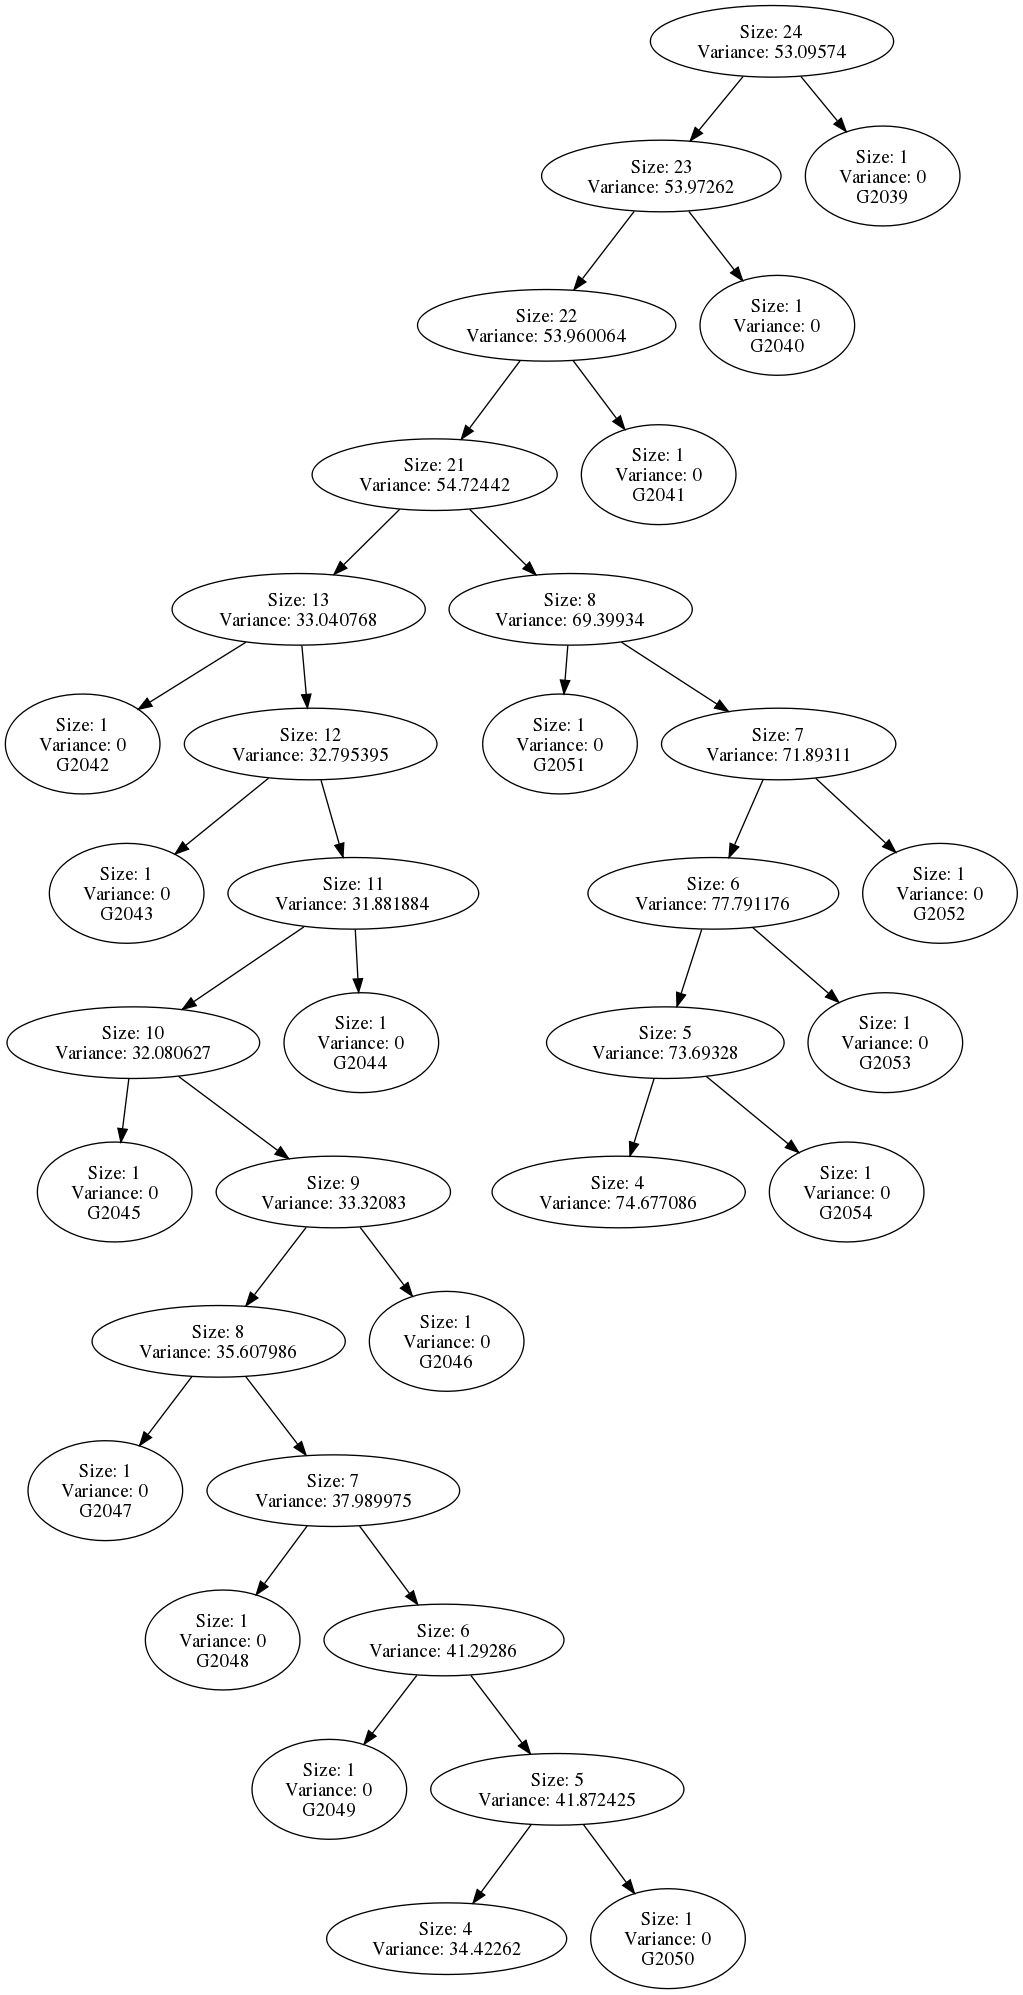 Size: 24
Variance: 53.09574
Size: 23
Variance: 53.97262
Size: 1
Variance: 0
G2039
Size: 22
Variance: 53.960064
Size: 1
Variance: 0
G2040
Size: 21
Variance: 54.72442
Size: 1
Variance: 0
G2041
Size: 13
Variance: 33.040768
Size: 8
Variance: 69.39934
Size: 1
Variance: 0
G2042
Size: 12
Variance: 32.795395
Size: 1
Variance: 0
G2051
Size: 7
Variance: 71.89311
Size: 1
Variance: 0
G2043
Size: 11
Variance: 31.881884
Size: 6
Variance: 77.791176
Size: 1
Variance: 0
G2052
Size: 10
Variance: 32.080627
Size: 1
Variance: 0
G2044
Size: 5
Variance: 73.69328
Size: 1
Variance: 0
G2053
Size: 1
Variance: 0
G2045
Size: 9
Variance: 33.32083
Size: 4
Variance: 74.677086
Size: 1
Variance: 0
G2054
Size: 8
Variance: 35.607986
Size: 1
Variance: 0
G2046
Size: 1
Variance: 0
G2047
Size: 7
Variance: 37.989975
Size: 1
Variance: 0
G2048
Size: 6
Variance: 41.29286
Size: 1
Variance: 0
G2049
Size: 5
Variance: 41.872425
Size: 4
Variance: 34.42262
Size: 1
Variance: 0
G2050